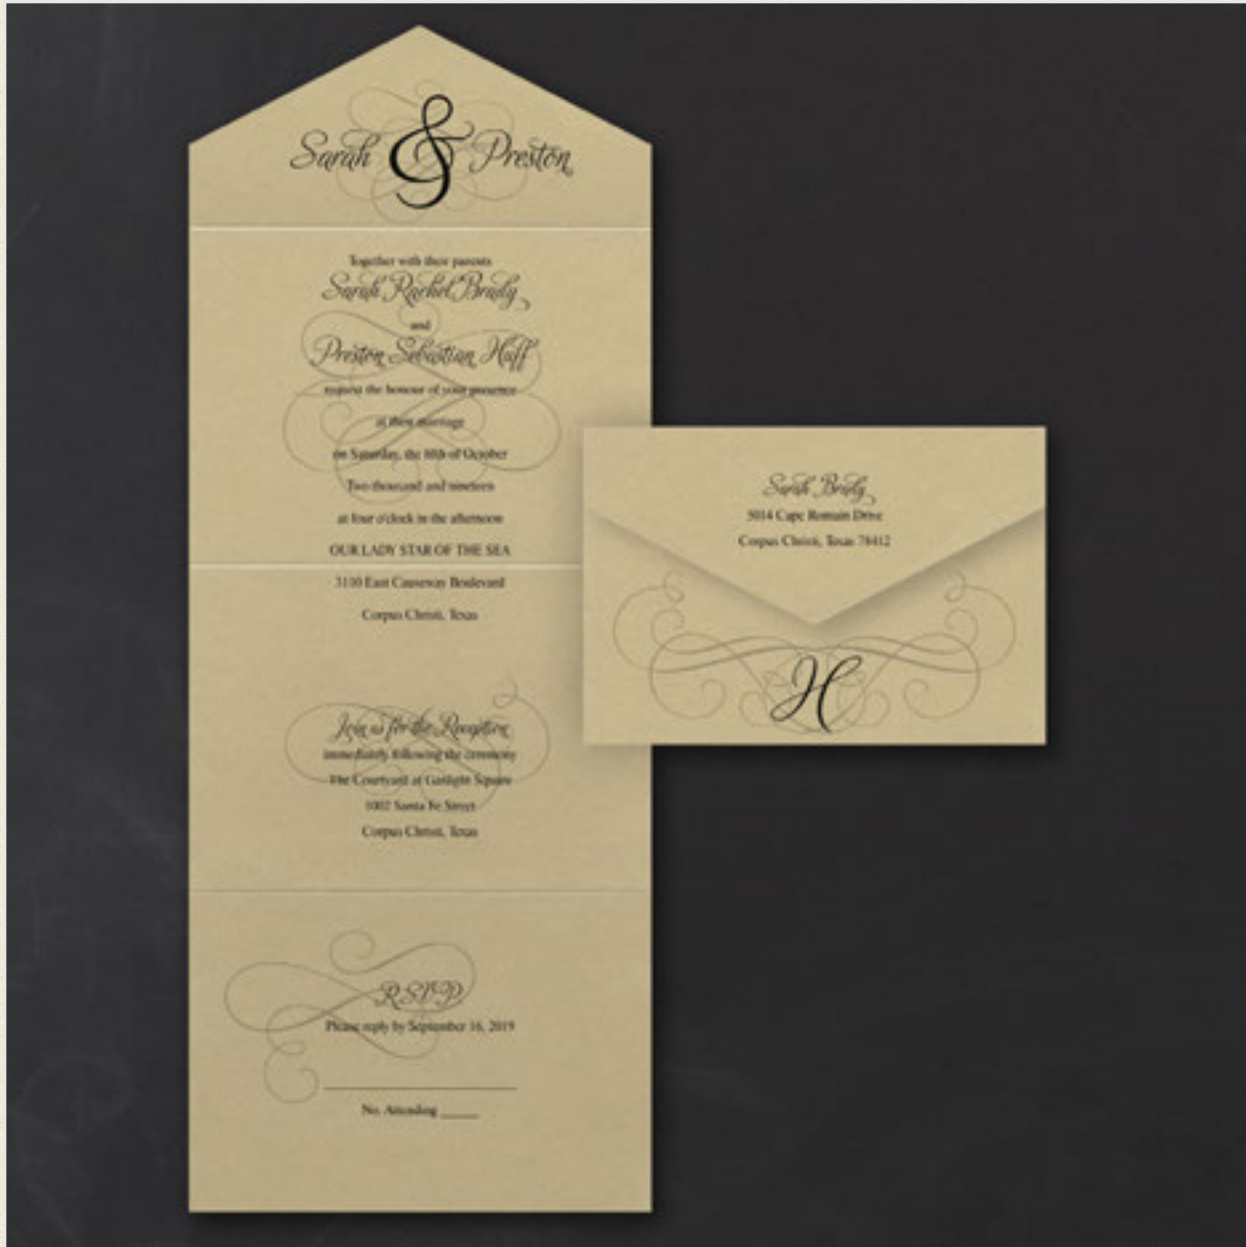 Sarah & Preston
Together with their parents
Sarah Rachel Brady
and
Preston Sebastian Huff
request the honour of your presence
at their marriage
on Saturday, the fifth of October
Two thousand and nineteen
at four o'clock in the afternoon
OUR LADY STAR OF THE SEA
3110 East Causeway Boulevard
Corpus Christi, Texas
Join us for the Reception
immediately following the ceremony
The Courtyard at Gaslight Square
1002 Santa Fe Street
Corpus Christi, Texas
R.S.V.P.
Please reply by September 16, 2019
No. Attending _____
Sarah Brady
5014 Cape Romain Drive
Corpus Christi, Texas 78412
H